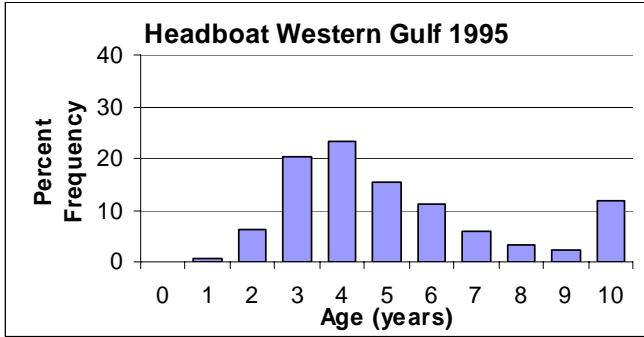 Headboat Western Gulf 1995
40
30
20
10
0
Percent
Frequency
0 1 2 3 4 5 6 7 8 9 10
Age (years)